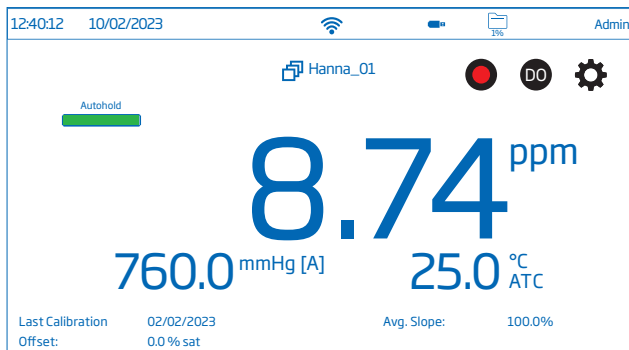 12:40:12 10/02/2023 1% Admin
Hanna_01 DO
Autohold
8.74 ppm
760.0 mmHg [A] 25.0 °C ATC
Last Calibration 02/02/2023 Avg. Slope: 100.0%
Offset: 0.0 % sat